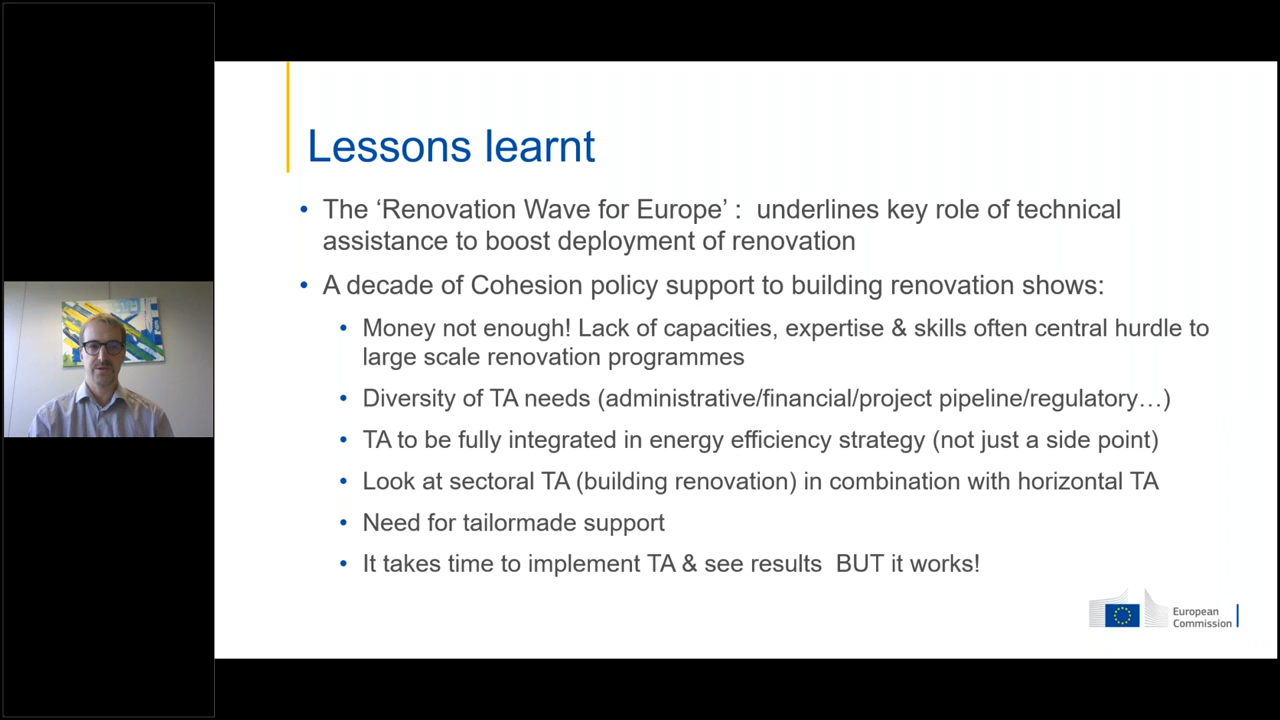 Lessons learnt
• The ‘Renovation Wave for Europe’ :  underlines key role of technical
assistance to boost deployment of renovation
• A decade of Cohesion policy support to building renovation shows:
• Money not enough! Lack of capacities, expertise & skills often central hurdle to
large scale renovation programmes
• Diversity of TA needs (administrative/financial/project pipeline/regulatory…)
• TA to be fully integrated in energy efficiency strategy (not just a side point)
• Look at sectoral TA (building renovation) in combination with horizontal TA
• Need for tailormade support
• It takes time to implement TA & see results  BUT it works!
European
Commission